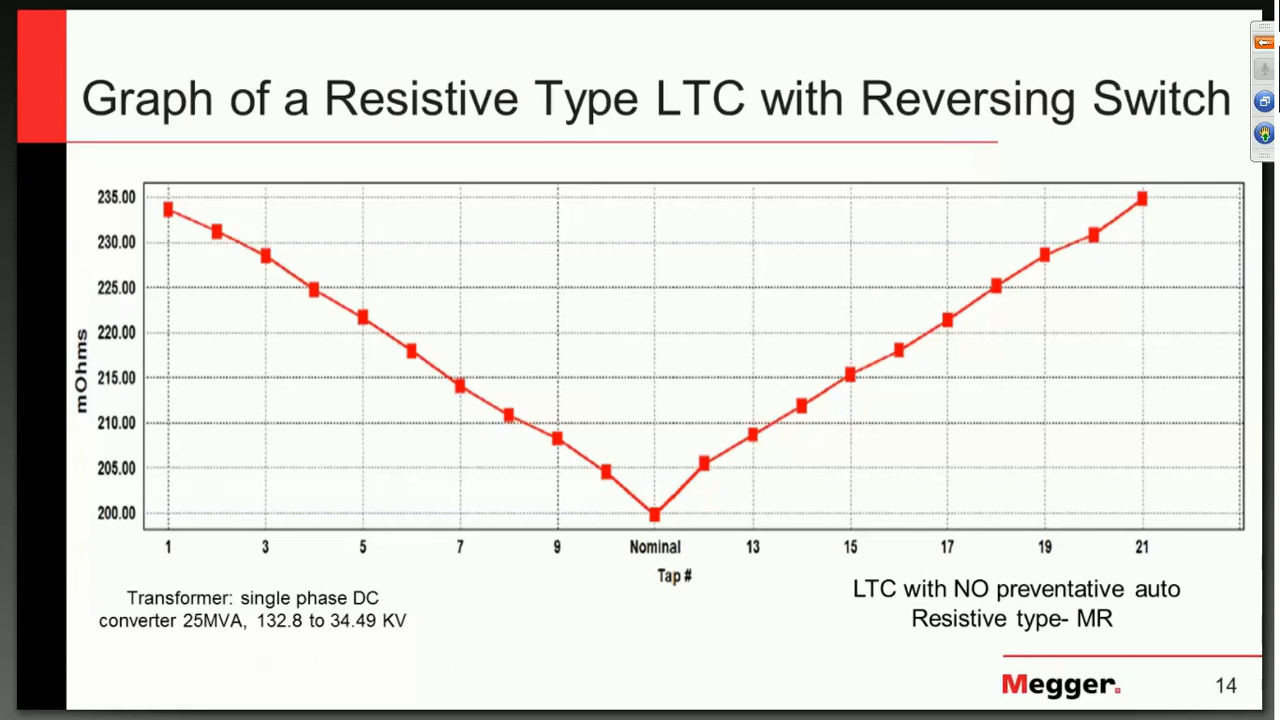 Graph of a Resistive Type LTC with Reversing Switch
235.00
230.00
225.00
220.00
215.00
210.00
205.00
200.00
mOhms
1 3 5 7 9 Nominal 13 15 17 19 21
Tap #
Transformer: single phase DC
converter 25MVA, 132.8 to 34.49 KV
LTC with NO preventative auto
Resistive type- MR
Megger.
14